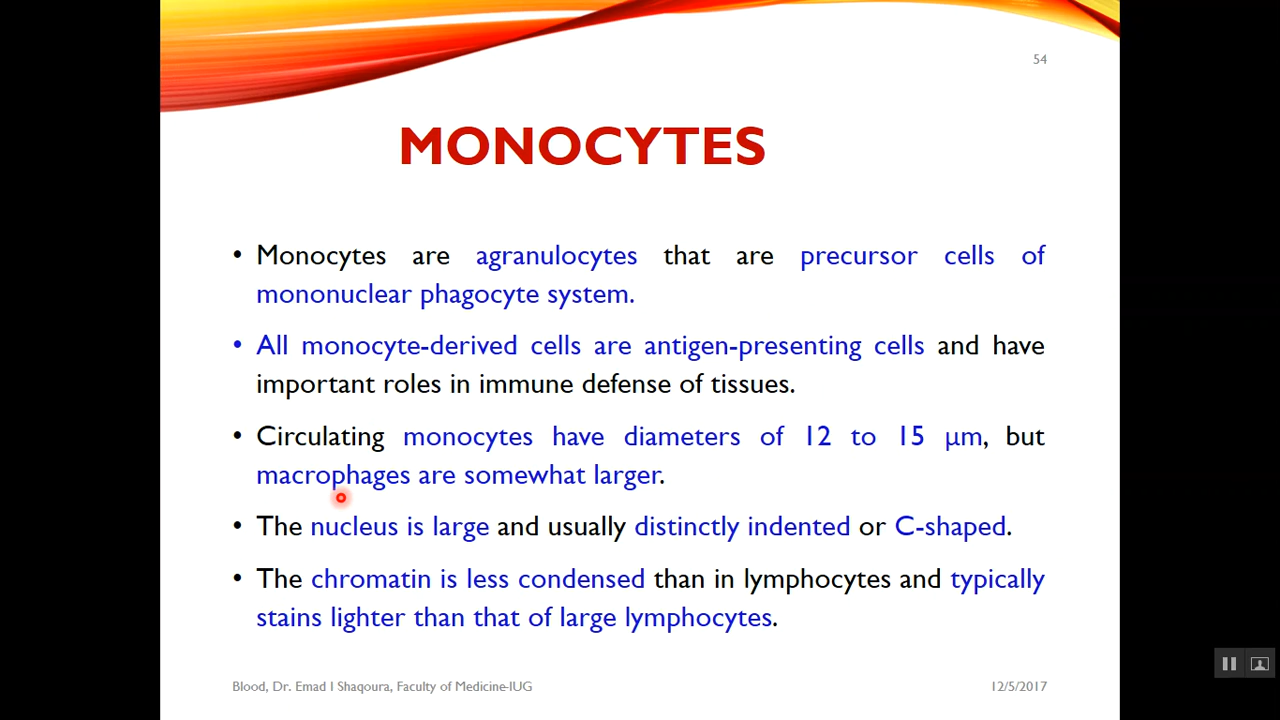 54
MONOCYTES
• Monocytes are agranulocytes that are precursor cells of
mononuclear phagocyte system.
• All monocyte-derived cells are antigen-presenting cells and have
important roles in immune defense of tissues.
• Circulating monocytes have diameters of 12 to 15 µm, but
macrophages are somewhat larger.
• The nucleus is large and usually distinctly indented or C-shaped.
• The chromatin is less condensed than in lymphocytes and typically
stains lighter than that of large lymphocytes.
Blood, Dr. Emad I Shaqoura, Faculty of Medicine-IUG
12/5/2017